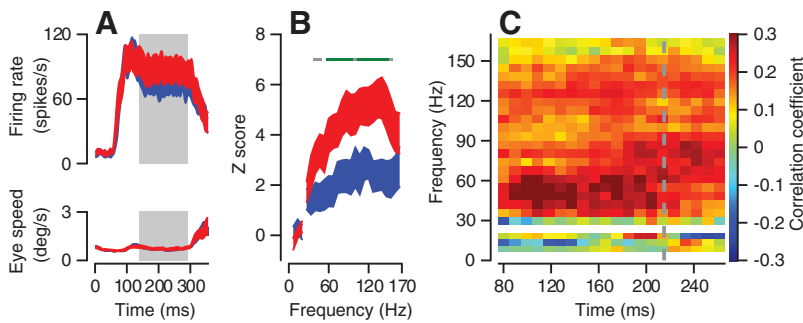 A
B
C
Firing rate
(spikes/s)
120
60
0
Eye speed
(deg/s)
3
0
0
100
200
300
Time (ms)
Z score
8
6
4
2
0
0
60
120
170
Frequency (Hz)
Frequency (Hz)
150
120
90
60
30
0
80
120
160
200
240
Time (ms)
0.3
0.2
0.1
0
-0.1
-0.2
-0.3
Correlation coefficient